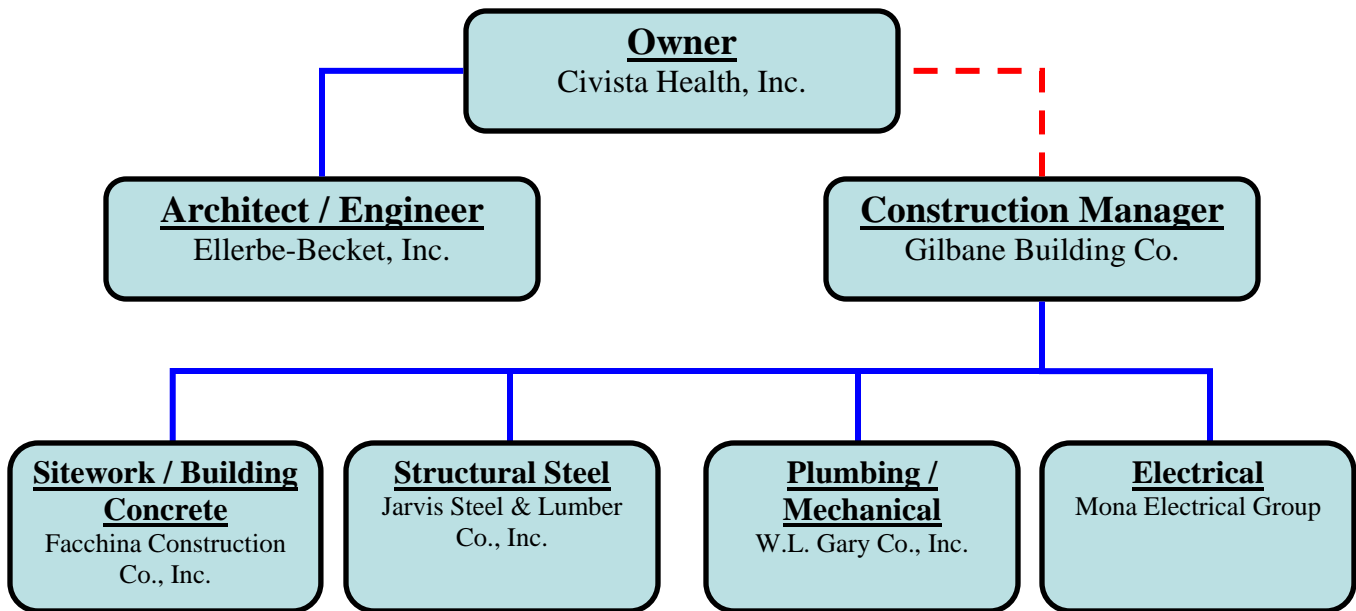 Owner
Civista Health, Inc.
Architect / Engineer
Ellerbe-Becket, Inc.
Construction Manager
Gilbane Building Co.
Sitework / Building
Concrete
Facchina Construction
Co., Inc.
Structural Steel
Jarvis Steel & Lumber
Co., Inc.
Plumbing /
Mechanical
W.L. Gary Co., Inc.
Electrical
Mona Electrical Group